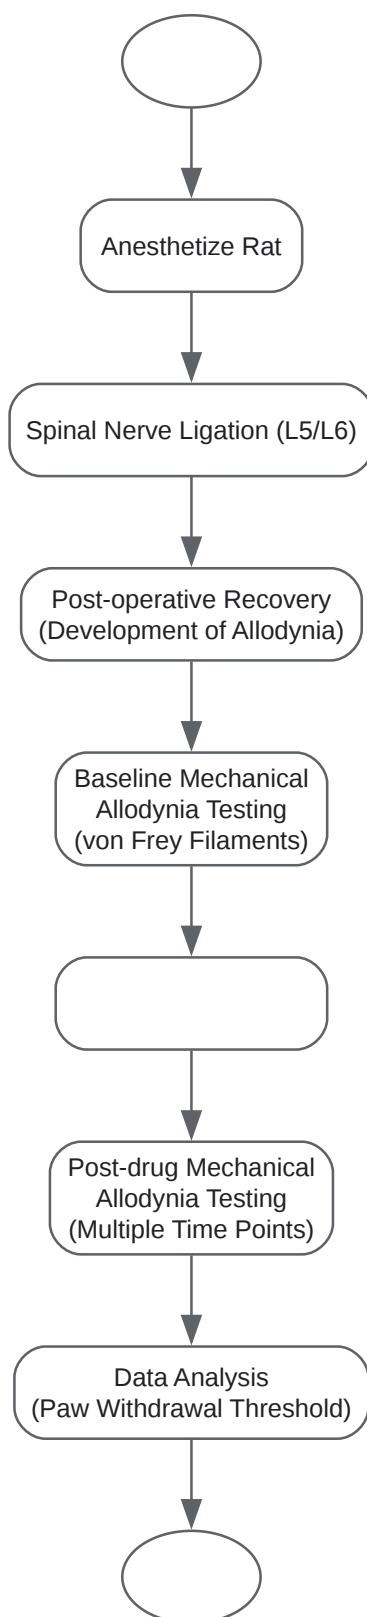 Anesthetize Rat
Spinal Nerve Ligation (L5/L6)
Post-operative Recovery
(Development of Allodynia)
Baseline Mechanical
Allodynia Testing
(von Frey Filaments)
Post-drug Mechanical
Allodynia Testing
(Multiple Time Points)
Data Analysis
(Paw Withdrawal Threshold)